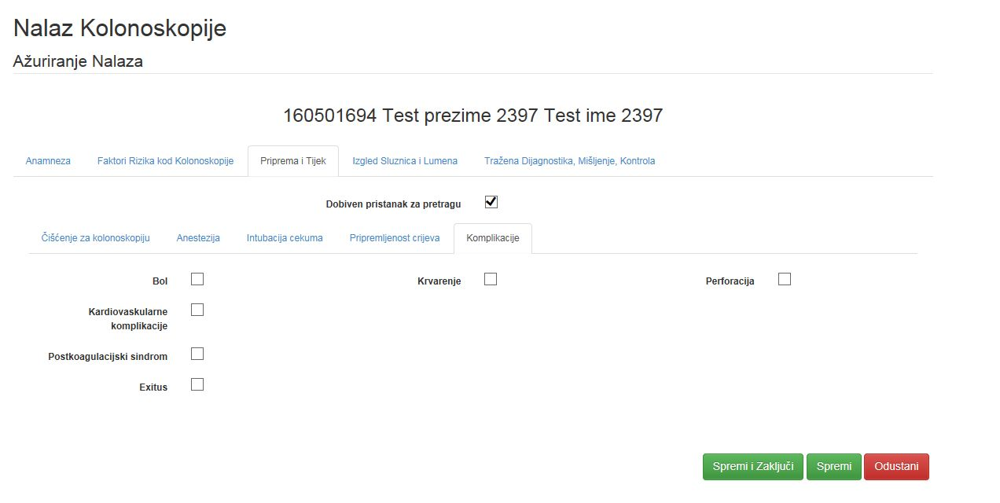 Nalaz Kolonoskopije
Ažuriranje Nalaza
160501694 Test prezime 2397 Test ime 2397
Anamneza Faktori Rizika kod Kolonoskopije Priprema i Tijek Izgled Sluznica i Lumena Tražena Dijagnostika, Mišljenje, Kontrola
Dobiven pristanak za pretragu
Čišćenje za kolonoskopiju Anestezija Intubacija cekuma Pripremljenost crijeva Komplikacije
Bol Krvarenje Perforacija
Kardiovaskularne
komplikacije
Postkoagulacijski sindrom
Exitus
Spremi i Zaključi Spremi Odustani